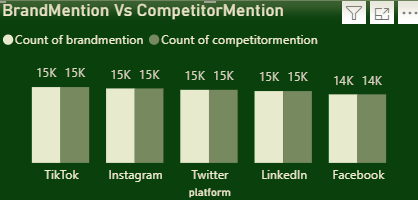 BrandMention Vs CompetitorMention
Count of brandmention Count of competitormention
15K 15K 15K 15K 15K 15K 15K 15K 14K 14K
TikTok Instagram Twitter LinkedIn Facebook
platform